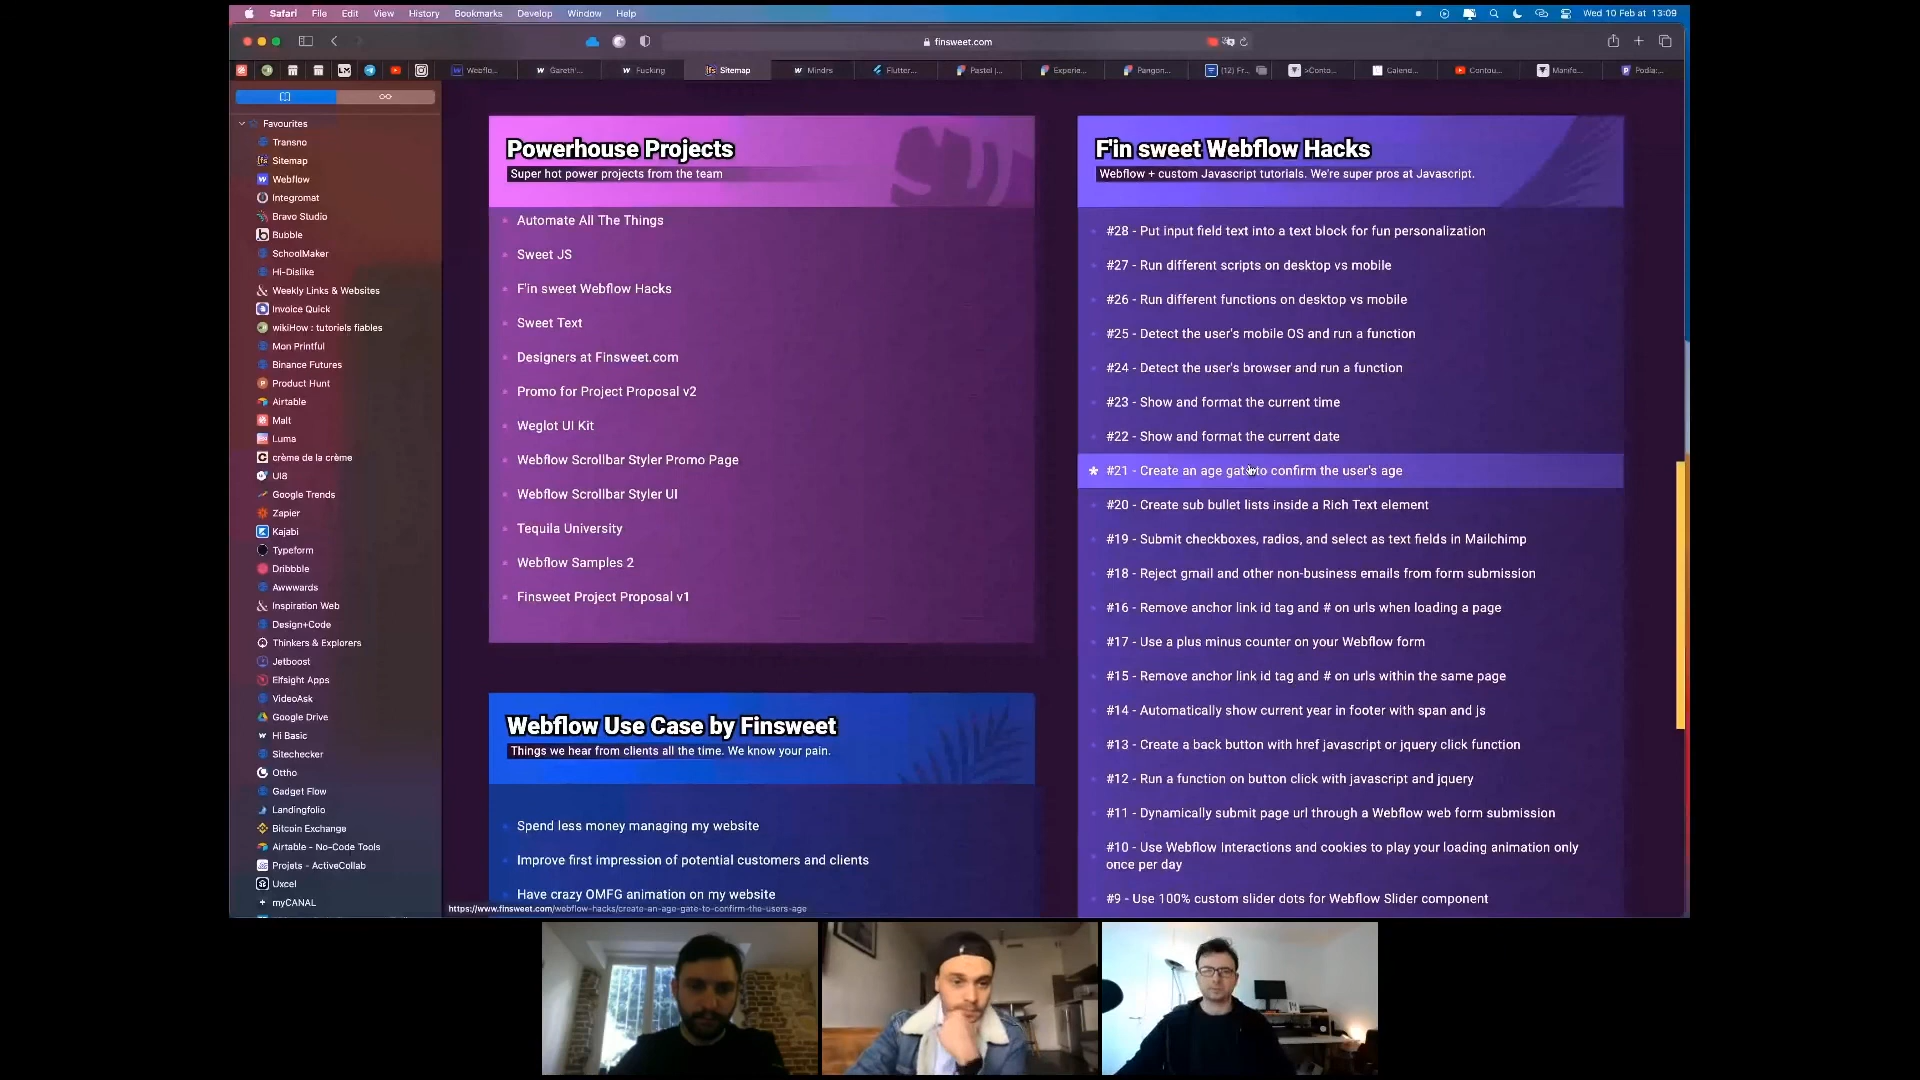 Safari File Edit View History Bookmarks Develop Window Help
Wed 10 Feb at 13:09
finsweet.com
Webflo...
Gareth'...
Fucking
Sitemap
Mindrs
Flutter...
Pastel |...
Experie...
Pangon...
(12) Fr...
>Conto...
Calend...
Contou...
Manifo...
Podia:...
Favourites
Transno
Sitemap
Webflow
Integromat
Bravo Studio
Bubble
SchoolMaker
Hi-Dislike
Weekly Links & Websites
Invoice Quick
wikiHow : tutoriels fiables
Mon Printful
Binance Futures
Product Hunt
Airtable
Malt
Luma
crème de la crème
UI8
Google Trends
Zapier
Kajabi
Typeform
Dribbble
Awwwards
Inspiration Web
Design+Code
Thinkers & Explorers
Jetboost
Elfsight Apps
VideoAsk
Google Drive
Hi Basic
Sitechecker
Ottho
Gadget Flow
Landingfolio
Bitcoin Exchange
Airtable - No-Code Tools
Projets - ActiveCollab
Uxcel
myCANAL
Powerhouse Projects
Super hot power projects from the team
Automate All The Things
Sweet JS
F'in sweet Webflow Hacks
Sweet Text
Designers at Finsweet.com
Promo for Project Proposal v2
Weglot UI Kit
Webflow Scrollbar Styler Promo Page
Webflow Scrollbar Styler UI
Tequila University
Webflow Samples 2
Finsweet Project Proposal v1
Webflow Use Case by Finsweet
Things we hear from clients all the time. We know your pain.
Spend less money managing my website
Improve first impression of potential customers and clients
Have crazy OMFG animation on my website
https://www.finsweet.com/webflow-hacks/create-an-age-gate-to-confirm-the-users-age
F'in sweet Webflow Hacks
Webflow + custom Javascript tutorials. We're super pros at Javascript.
#28 - Put input field text into a text block for fun personalization
#27 - Run different scripts on desktop vs mobile
#26 - Run different functions on desktop vs mobile
#25 - Detect the user's mobile OS and run a function
#24 - Detect the user's browser and run a function
#23 - Show and format the current time
#22 - Show and format the current date
#21 - Create an age gate to confirm the user's age
#20 - Create sub bullet lists inside a Rich Text element
#19 - Submit checkboxes, radios, and select as text fields in Mailchimp
#18 - Reject gmail and other non-business emails from form submission
#16 - Remove anchor link id tag and # on urls when loading a page
#17 - Use a plus minus counter on your Webflow form
#15 - Remove anchor link id tag and # on urls within the same page
#14 - Automatically show current year in footer with span and js
#13 - Create a back button with href javascript or jquery click function
#12 - Run a function on button click with javascript and jquery
#11 - Dynamically submit page url through a Webflow web form submission
#10 - Use Webflow Interactions and cookies to play your loading animation only
once per day
#9 - Use 100% custom slider dots for Webflow Slider component